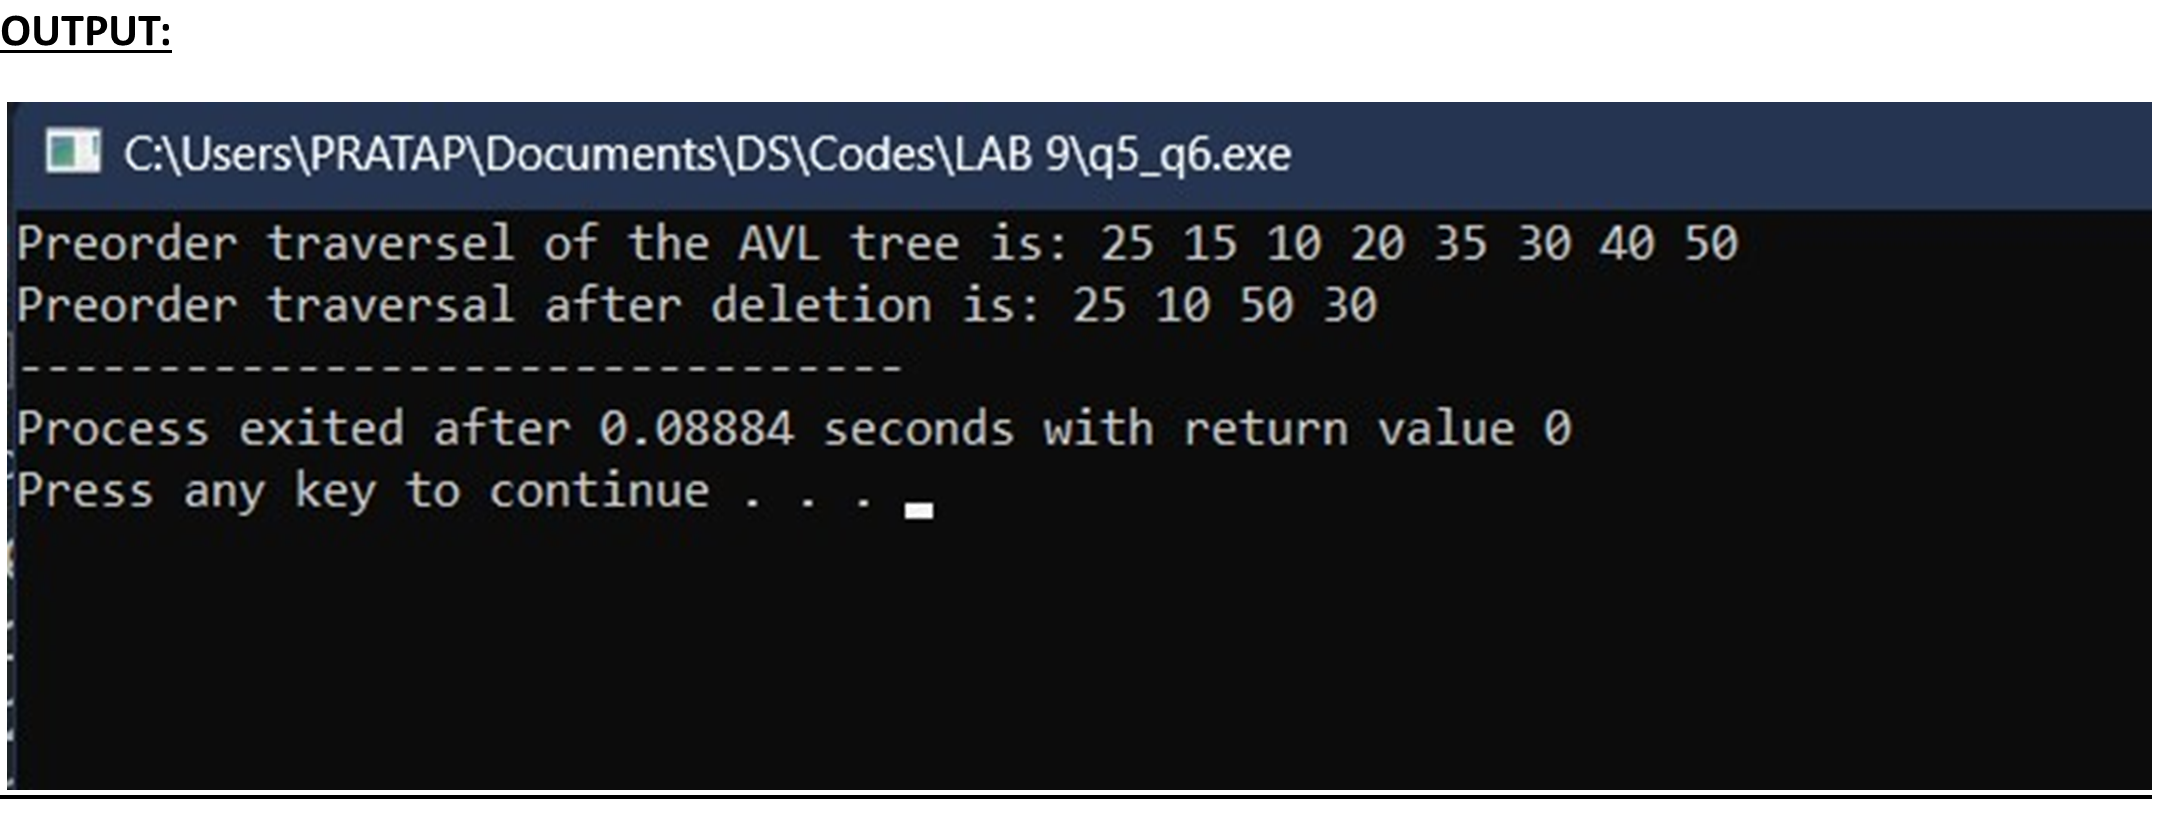 OUTPUT:
C:\Users\PRATAP\Documents\DS\Codes\LAB 9\q5_q6.exe
Preorder traversel of the AVL tree is: 25 15 10 20 35 30 40 50
Preorder traversal after deletion is: 25 10 50 30
--------------------------------
Process exited after 0.08884 seconds with return value 0
Press any key to continue . . .